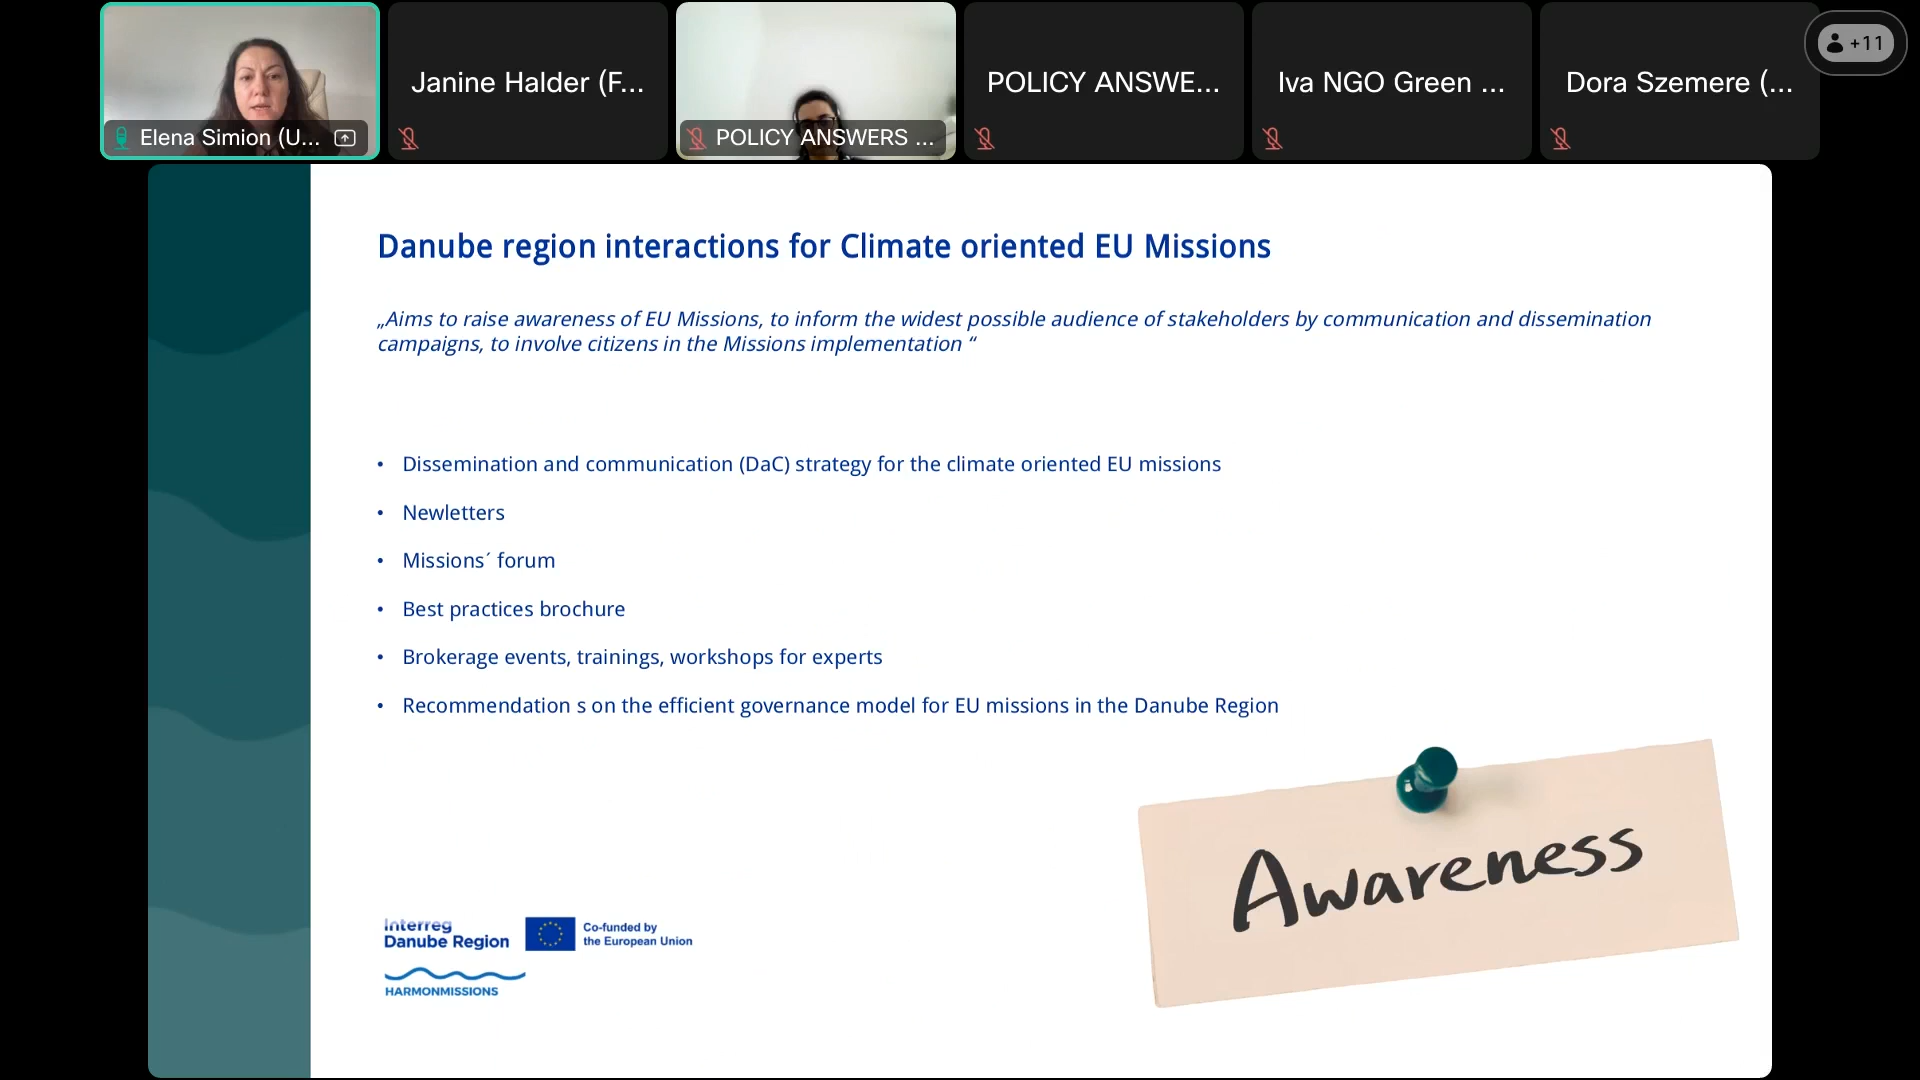 Elena Simion (U...
Janine Halder (F...
POLICY ANSWERS ...
POLICY ANSWE...
Iva NGO Green ...
Dora Szemere (...
+11
Danube region interactions for Climate oriented EU Missions
„Aims to raise awareness of EU Missions, to inform the widest possible audience of stakeholders by communication and dissemination
campaigns, to involve citizens in the Missions implementation “
• Dissemination and communication (DaC) strategy for the climate oriented EU missions
• Newletters
• Missions´ forum
• Best practices brochure
• Brokerage events, trainings, workshops for experts
• Recommendation s on the efficient governance model for EU missions in the Danube Region
Awareness
Interreg
Danube Region
Co-funded by
the European Union
HARMONMISSIONS